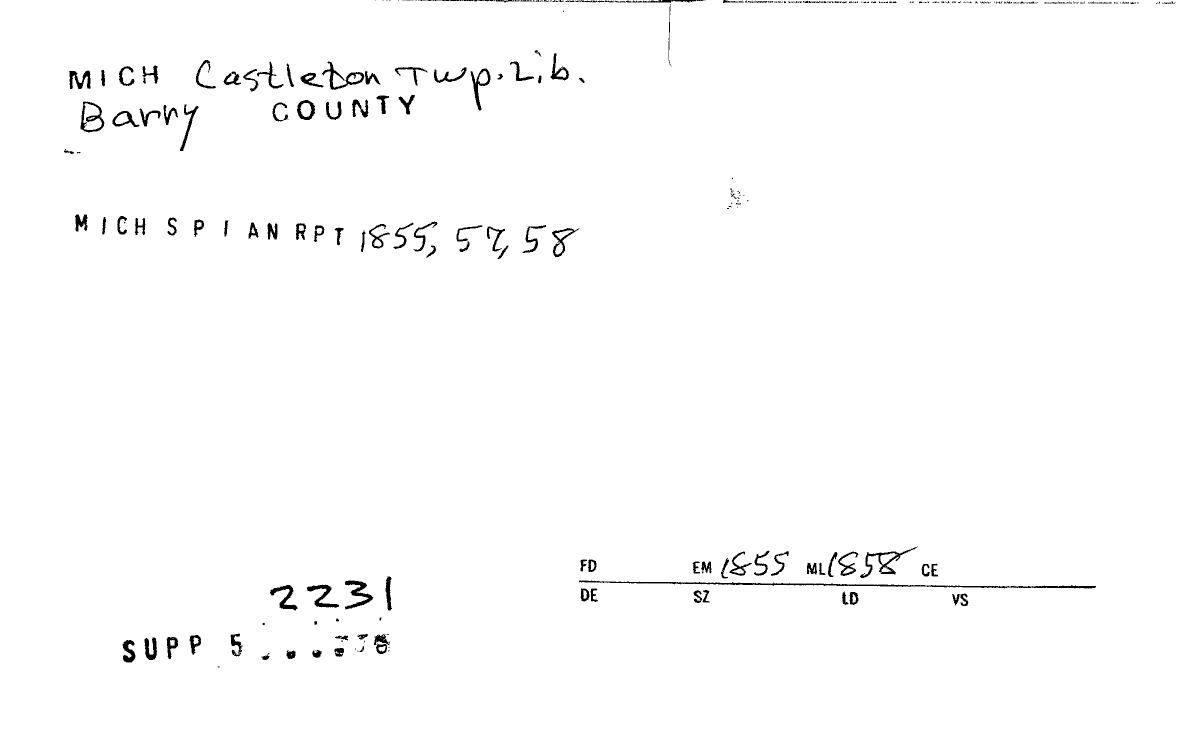 MICH Castleton Twp. Lib.
Barry COUNTY
MICH SPI AN RPT 1855, 57, 58
FD EM 1855 ML 1858 CE
DE SZ LD VS
2231
SUPP 5